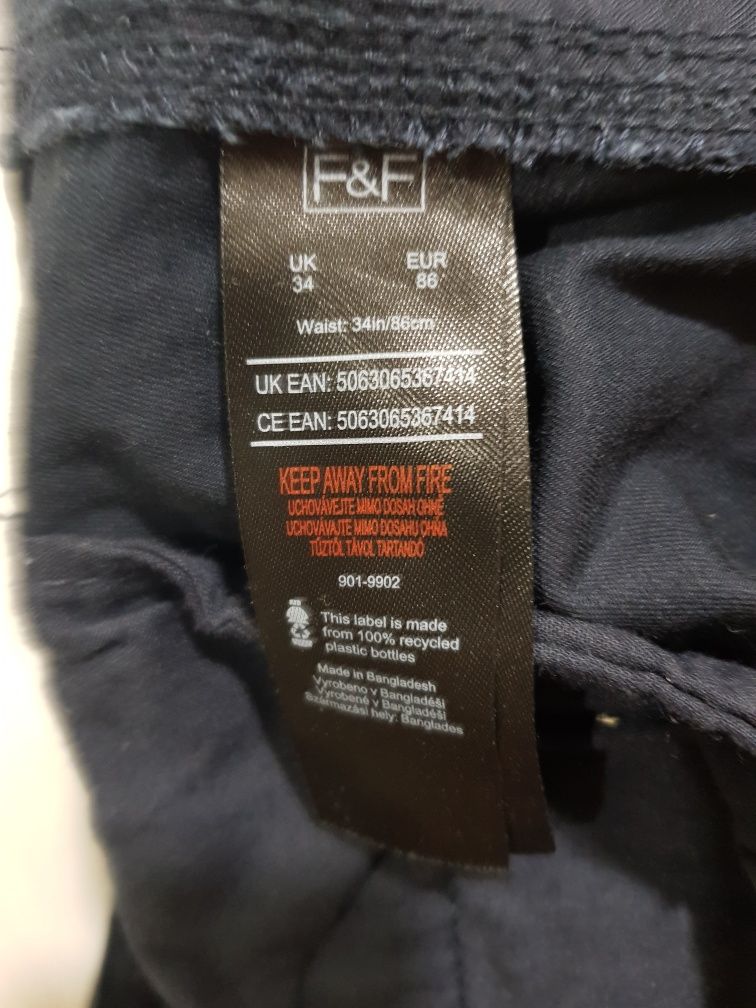 F&F
UK EUR
34 86
Waist: 34in/86cm
UK EAN: 5063065367414
CE EAN: 5063065367414
KEEP AWAY FROM FIRE
UCHOVÁVEJTE MIMO DOSAH OHNĚ
UCHOVÁVAJTE MIMO DOSAHU OHŇA
TŰZTŐL TÁVOL TARTANDÓ
901-9902
This label is made
from 100% recycled
plastic bottles
Made in Bangladesh
Vyrobeno v Bangladéši
Vyrobené v Bangladéši
Származási hely: Banglades